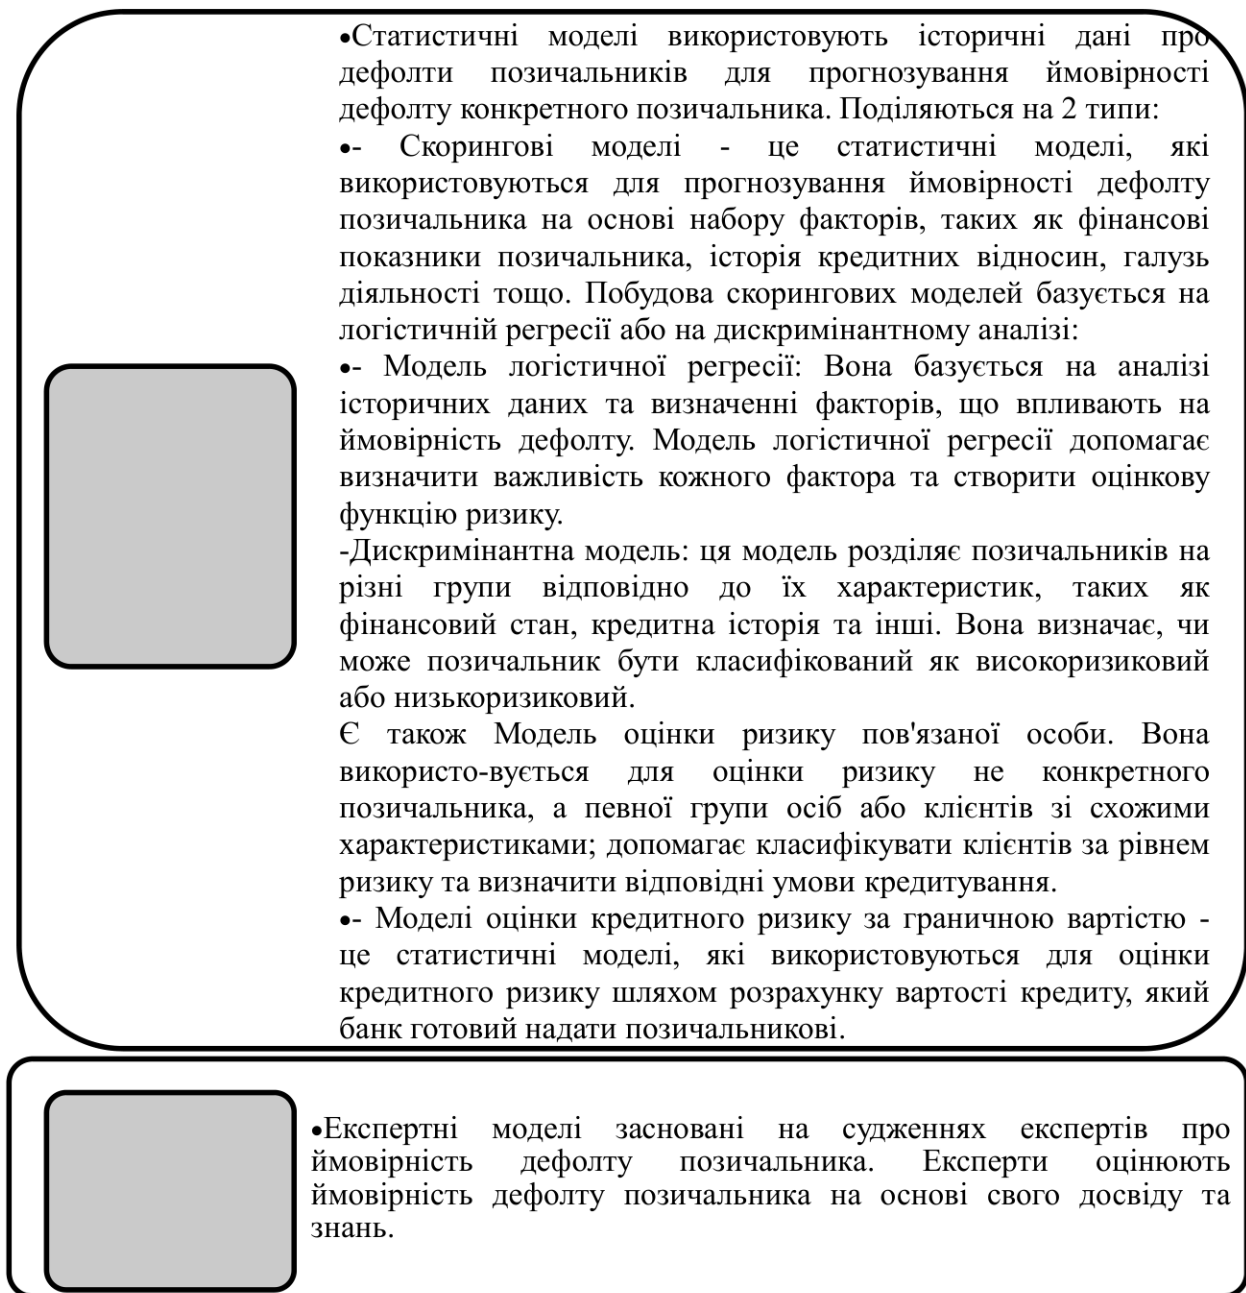 •Статистичні моделі використовують історичні дані про
дефолти позичальників для прогнозування ймовірності
дефолту конкретного позичальника. Поділяються на 2 типи:
•- Скорингові моделі - це статистичні моделі, які
використовуються для прогнозування ймовірності дефолту
позичальника на основі набору факторів, таких як фінансові
показники позичальника, історія кредитних відносин, галузь
діяльності тощо. Побудова скорингових моделей базується на
логістичній регресії або на дискримінантному аналізі:
•- Модель логістичної регресії: Вона базується на аналізі
історичних даних та визначенні факторів, що впливають на
ймовірність дефолту. Модель логістичної регресії допомагає
визначити важливість кожного фактора та створити оцінкову
функцію ризику.
-Дискримінантна модель: ця модель розділяє позичальників на
різні групи відповідно до їх характеристик, таких як
фінансовий стан, кредитна історія та інші. Вона визначає, чи
може позичальник бути класифікований як високоризиковий
або низькоризиковий.
Є також Модель оцінки ризику пов'язаної особи. Вона
використо-вується для оцінки ризику не конкретного
позичальника, а певної групи осіб або клієнтів зі схожими
характеристиками; допомагає класифікувати клієнтів за рівнем
ризику та визначити відповідні умови кредитування.
•- Моделі оцінки кредитного ризику за граничною вартістю -
це статистичні моделі, які використовуються для оцінки
кредитного ризику шляхом розрахунку вартості кредиту, який
банк готовий надати позичальникові.
•Експертні моделі засновані на судженнях експертів про
ймовірність дефолту позичальника. Експерти оцінюють
ймовірність дефолту позичальника на основі свого досвіду та
знань.